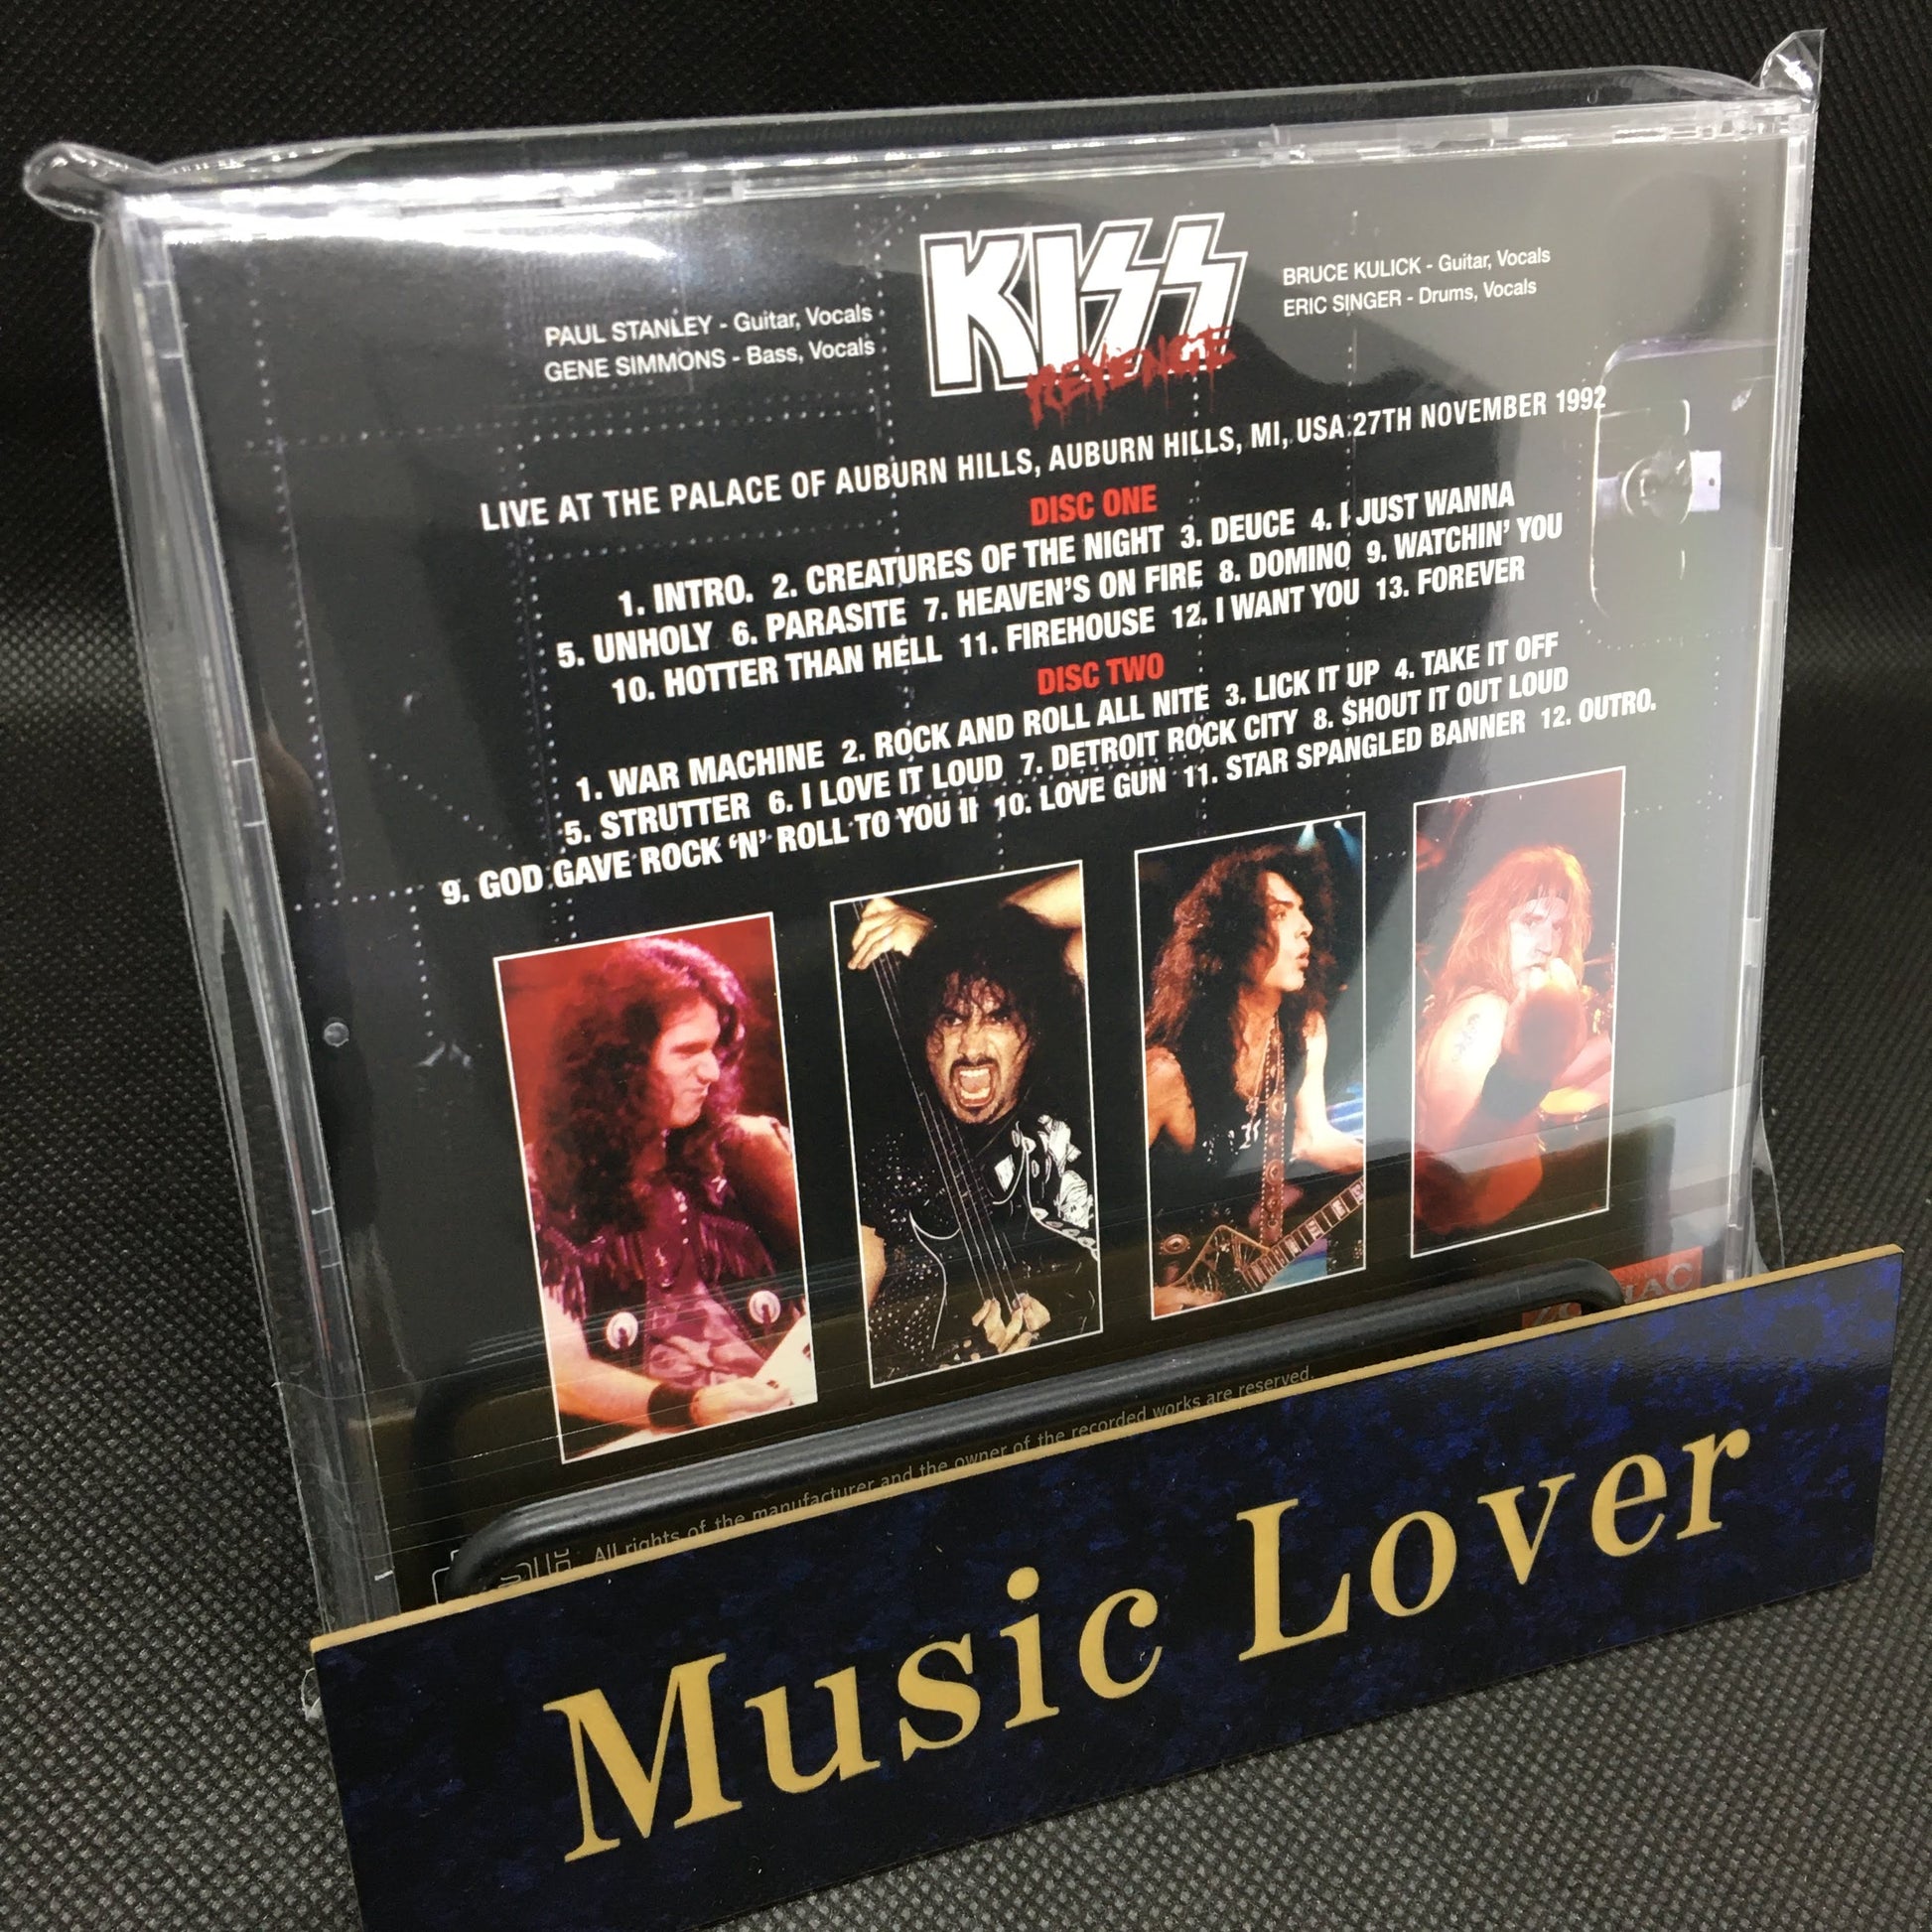 KISS
REVENGE
PAUL STANLEY - Guitar, Vocals
GENE SIMMONS - Bass, Vocals
BRUCE KULICK - Guitar, Vocals
ERIC SINGER - Drums, Vocals
LIVE AT THE PALACE OF AUBURN HILLS, AUBURN HILLS, MI, USA.27TH NOVEMBER 1992
DISC ONE
1. INTRO. 2. CREATURES OF THE NIGHT 3. DEUCE 4. I JUST WANNA
5. UNHOLY 6. PARASITE 7. HEAVEN'S ON FIRE 8. DOMINO 9. WATCHIN' YOU
10. HOTTER THAN HELL 11. FIREHOUSE 12. I WANT YOU 13. FOREVER
DISC TWO
1. WAR MACHINE 2. ROCK AND ROLL ALL NITE 3. LICK IT UP 4. TAKE IT OFF
5. STRUTTER 6. I LOVE IT LOUD 7. DETROIT ROCK CITY 8. SHOUT IT OUT LOUD
9. GOD GAVE ROCK 'N' ROLL TO YOU II 10. LOVE GUN 11. STAR SPANGLED BANNER 12. OUTRO.
All rights of the manufacturer and the owner of the recorded works are reserved.
Music Lover